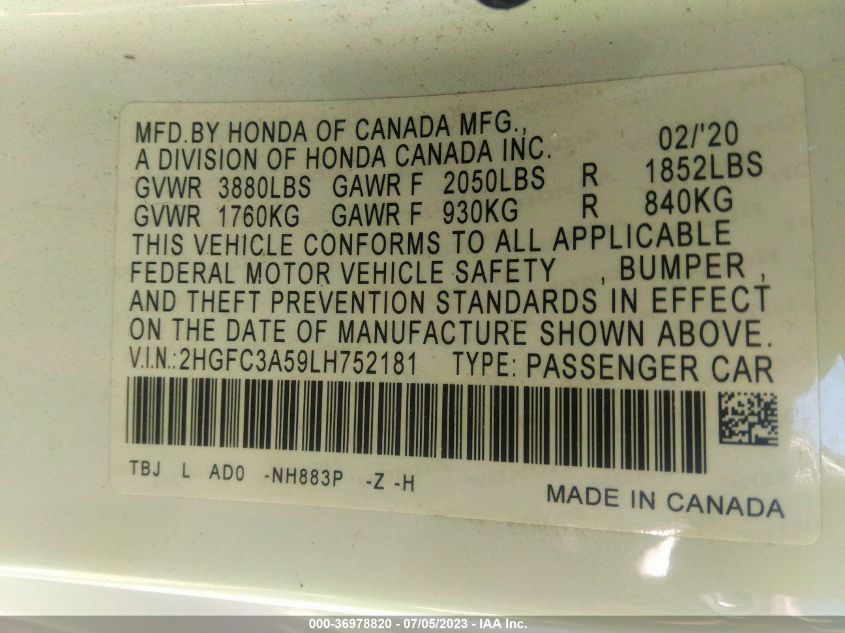 MFD.BY HONDA OF CANADA MFG., 02/'20
A DIVISION OF HONDA CANADA INC.
GVWR 3880LBS GAWR F 2050LBS R 1852LBS
GVWR 1760KG GAWR F 930KG R 840KG
THIS VEHICLE CONFORMS TO ALL APPLICABLE
FEDERAL MOTOR VEHICLE SAFETY , BUMPER ,
AND THEFT PREVENTION STANDARDS IN EFFECT
ON THE DATE OF MANUFACTURE SHOWN ABOVE.
V.I.N.:2HGFC3A59LH752181 TYPE: PASSENGER CAR
TBJ L AD0 -NH883P -Z -H
MADE IN CANADA
000-36978820 - 07/05/2023 - IAA Inc.